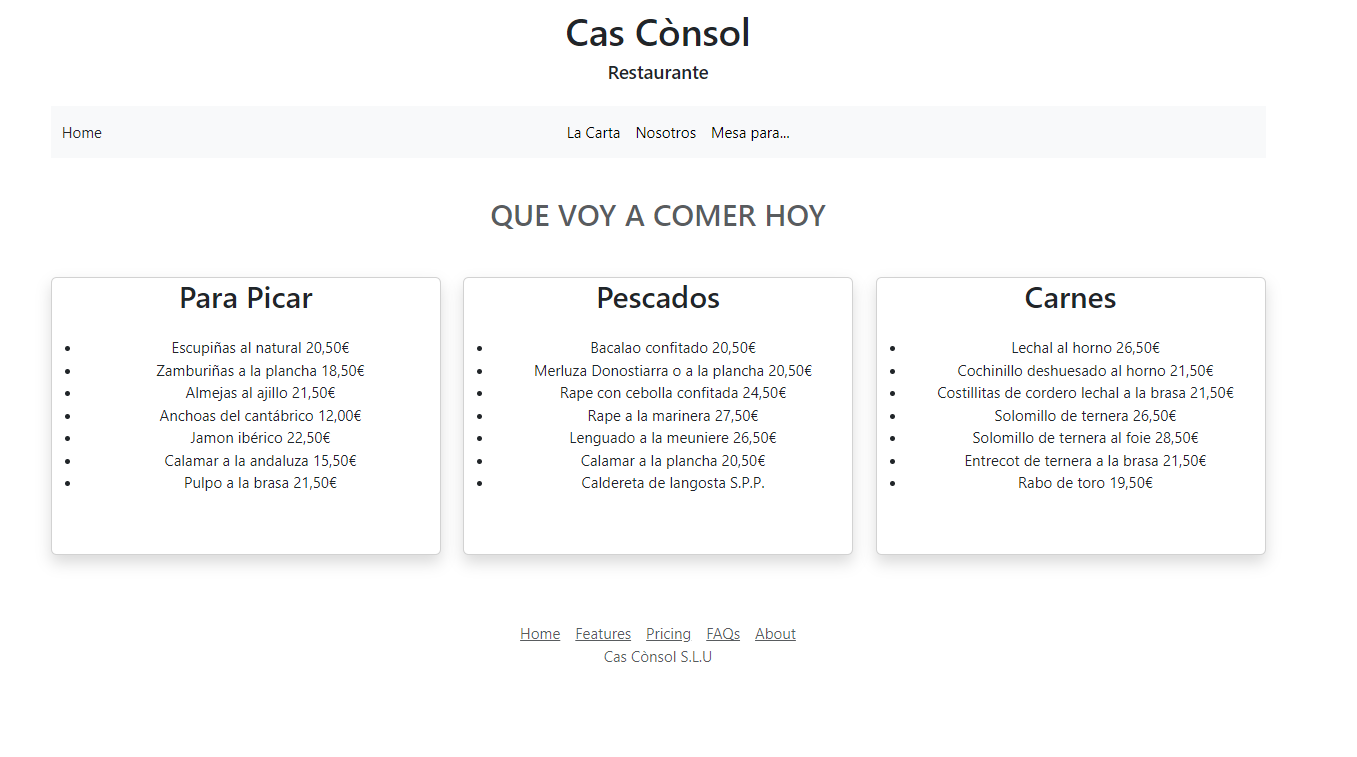 Cas Cònsol
Restaurante
Home La Carta Nosotros Mesa para...
QUE VOY A COMER HOY
Para Picar
Escupiñas al natural 20,50€
Zamburiñas a la plancha 18,50€
Almejas al ajillo 21,50€
Anchoas del cantábrico 12,00€
Jamon ibérico 22,50€
Calamar a la andaluza 15,50€
Pulpo a la brasa 21,50€
Pescados
Bacalao confitado 20,50€
Merluza Donostiarra o a la plancha 20,50€
Rape con cebolla confitada 24,50€
Rape a la marinera 27,50€
Lenguado a la meuniere 26,50€
Calamar a la plancha 20,50€
Caldereta de langosta S.P.P.
Carnes
Lechal al horno 26,50€
Cochinillo deshuesado al horno 21,50€
Costillitas de cordero lechal a la brasa 21,50€
Solomillo de ternera 26,50€
Solomillo de ternera al foie 28,50€
Entrecot de ternera a la brasa 21,50€
Rabo de toro 19,50€
Home Features Pricing FAQs About
Cas Cònsol S.L.U